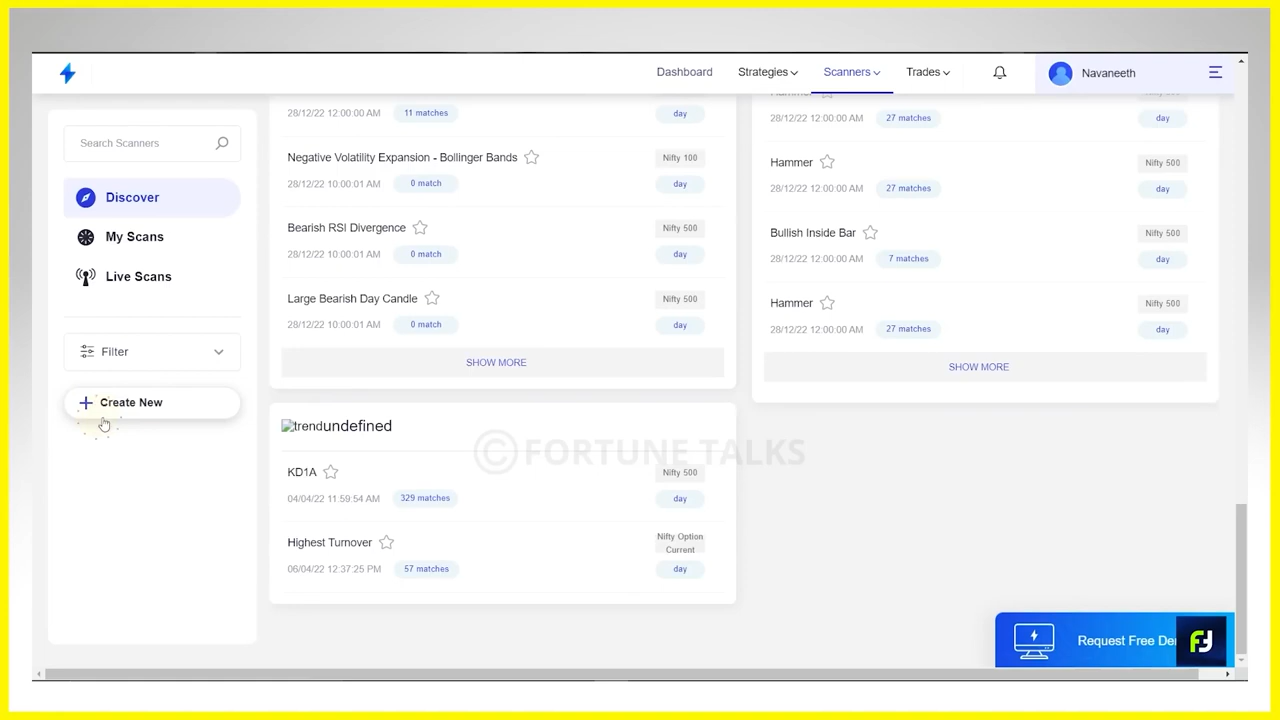 Dashboard Strategies Scanners Trades Navaneeth
Search Scanners
Discover
My Scans
Live Scans
Filter
Create New
28/12/22 12:00:00 AM 11 matches day
Negative Volatility Expansion - Bollinger Bands Nifty 100
28/12/22 10:00:01 AM 0 match day
Bearish RSI Divergence Nifty 500
28/12/22 10:00:01 AM 0 match day
Large Bearish Day Candle Nifty 500
28/12/22 10:00:01 AM 0 match day
SHOW MORE
trendundefined
KD1A Nifty 500
04/04/22 11:59:54 AM 329 matches day
Highest Turnover Nifty Option
Current
06/04/22 12:37:25 PM 57 matches day
Hammer Nifty 500
28/12/22 12:00:00 AM 27 matches day
Hammer Nifty 500
28/12/22 12:00:00 AM 27 matches day
Bullish Inside Bar Nifty 500
28/12/22 12:00:00 AM 7 matches day
Hammer Nifty 500
28/12/22 12:00:00 AM 27 matches day
SHOW MORE
© FORTUNE TALKS
Request Free De